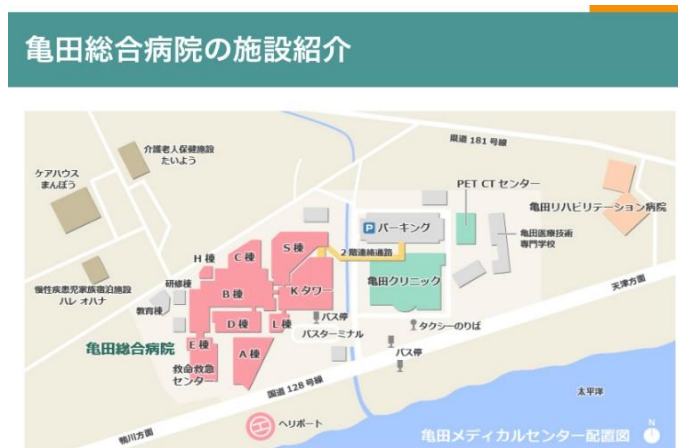 亀田総合病院の施設紹介
県道 181 号線
介護老人保健施設
たいよう
ケアハウス
まんぼう
PET CT センター
亀田リハビリテーション病院
P パーキング
亀田医療技術
専門学校
S 棟
C 棟
H 棟
2 階連絡通路
亀田クリニック
慢性疾患児家族宿泊施設
ハレ オハナ
研修棟
教育棟
B 棟
K タワー
天津方面
バス停
バスターミナル
タクシーのりば
D 棟
L 棟
亀田総合病院
E 棟
A 棟
救命救急
センター
バス停
国道 128 号線
太平洋
ヘリポート
鴨川方面
亀田メディカルセンター配置図
N